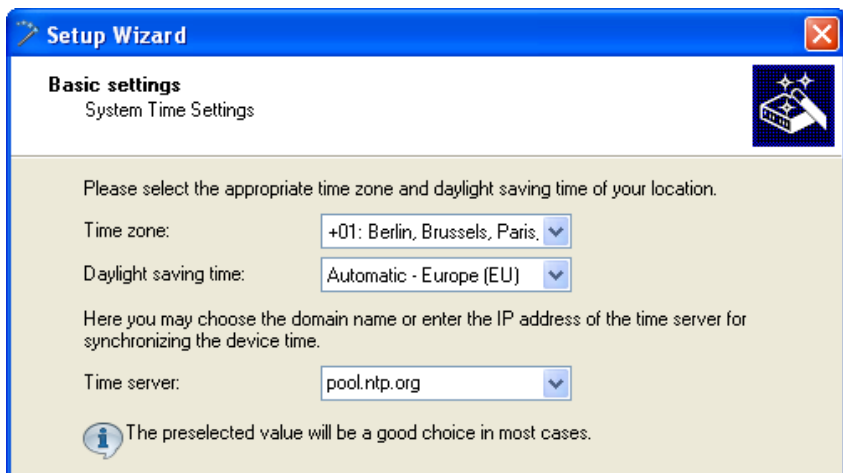 Setup Wizard
Basic settings
System Time Settings
Please select the appropriate time zone and daylight saving time of your location.
Time zone: +01: Berlin, Brussels, Paris,
Daylight saving time: Automatic - Europe (EU)
Here you may choose the domain name or enter the IP address of the time server for
synchronizing the device time.
Time server: pool.ntp.org
The preselected value will be a good choice in most cases.